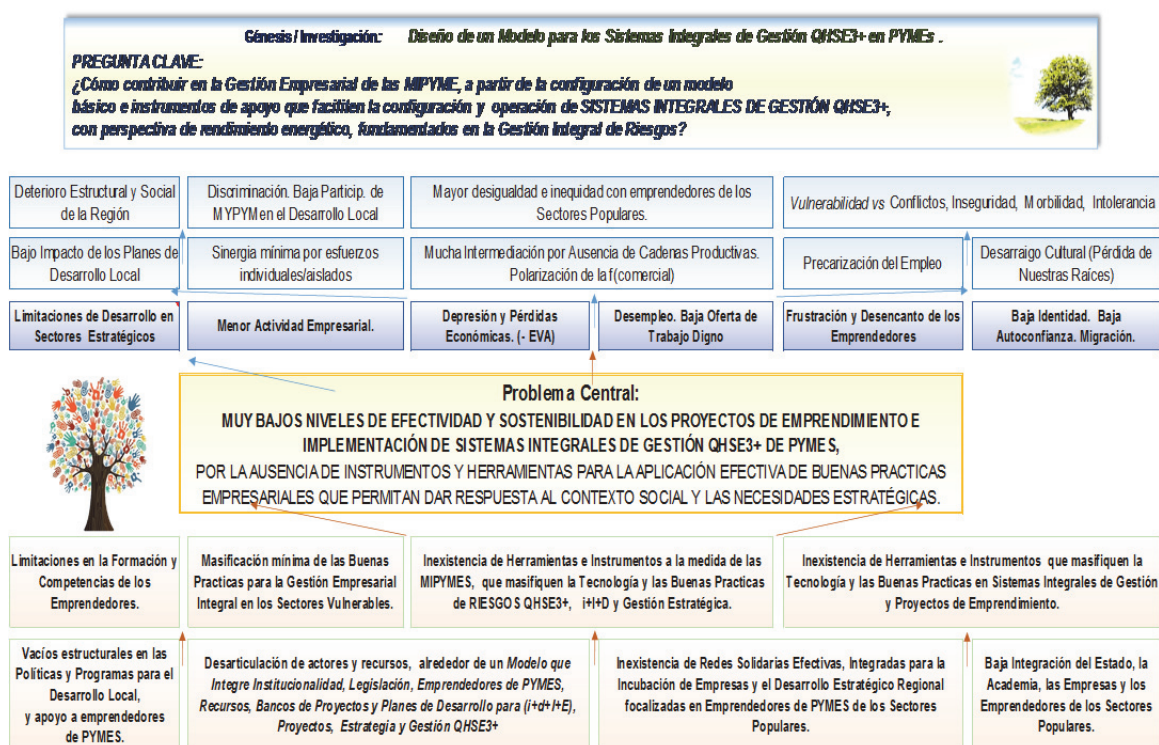 Génesis / Investigación: Diseño de un Modelo para los Sistemas Integrales de Gestión QHSE3+ en PYMEs .
PREGUNTA CLAVE:
¿Cómo contribuir en la Gestión Empresarial de las MIPYME, a partir de la configuración de un modelo
básico e instrumentos de apoyo que faciliten la configuración y operación de SISTEMAS INTEGRALES DE GESTIÓN QHSE3+,
con perspectiva de rendimiento energético, fundamentados en la Gestión Integral de Riesgos?
Deterioro Estructural y Social
de la Región
Discriminación. Baja Particip. de
MYPYM en el Desarrollo Local
Mayor desigualdad e inequidad con emprendedores de los
Sectores Populares.
Vulnerabilidad vs Conflictos, Inseguridad, Morbilidad, Intolerancia
Bajo Impacto de los Planes de
Desarrollo Local
Sinergia mínima por esfuerzos
individuales/aislados
Mucha Intermediación por Ausencia de Cadenas Productivas.
Polarización de la f(comercial)
Precarización del Empleo
Desarraigo Cultural (Pérdida de
Nuestras Raíces)
Limitaciones de Desarrollo en
Sectores Estratégicos
Menor Actividad Empresarial.
Depresión y Pérdidas
Económicas. (- EVA)
Desempleo. Baja Oferta de
Trabajo Digno
Frustración y Desencanto de los
Emprendedores
Baja Identidad. Baja
Autoconfianza. Migración.
Problema Central:
MUY BAJOS NIVELES DE EFECTIVIDAD Y SOSTENIBILIDAD EN LOS PROYECTOS DE EMPRENDIMIENTO E
IMPLEMENTACIÓN DE SISTEMAS INTEGRALES DE GESTIÓN QHSE3+ DE PYMES,
POR LA AUSENCIA DE INSTRUMENTOS Y HERRAMIENTAS PARA LA APLICACIÓN EFECTIVA DE BUENAS PRACTICAS
EMPRESARIALES QUE PERMITAN DAR RESPUESTA AL CONTEXTO SOCIAL Y LAS NECESIDADES ESTRATÉGICAS.
Limitaciones en la Formación y
Competencias de los
Emprendedores.
Masificación mínima de las Buenas
Practicas para la Gestión Empresarial
Integral en los Sectores Vulnerables.
Inexistencia de Herramientas e Instrumentos a la medida de las
MIPYMES, que masifiquen la Tecnología y las Buenas Practicas
de RIESGOS QHSE3+, i+I+D y Gestión Estratégica.
Inexistencia de Herramientas e Instrumentos que masifiquen la
Tecnología y las Buenas Practicas en Sistemas Integrales de Gestión
y Proyectos de Emprendimiento.
Vacíos estructurales en las
Políticas y Programas para el
Desarrollo Local,
y apoyo a emprendedores
de PYMES.
Desarticulación de actores y recursos, alrededor de un Modelo que
Integre Institucionalidad, Legislación, Emprendedores de PYMES,
Recursos, Bancos de Proyectos y Planes de Desarrollo para (i+d+I+E),
Proyectos, Estrategia y Gestión QHSE3+
Inexistencia de Redes Solidarias Efectivas, Integradas para la
Incubación de Empresas y el Desarrollo Estratégico Regional
focalizadas en Emprendedores de PYMES de los Sectores
Populares.
Baja Integración del Estado, la
Academia, las Empresas y los
Emprendedores de los Sectores
Populares.